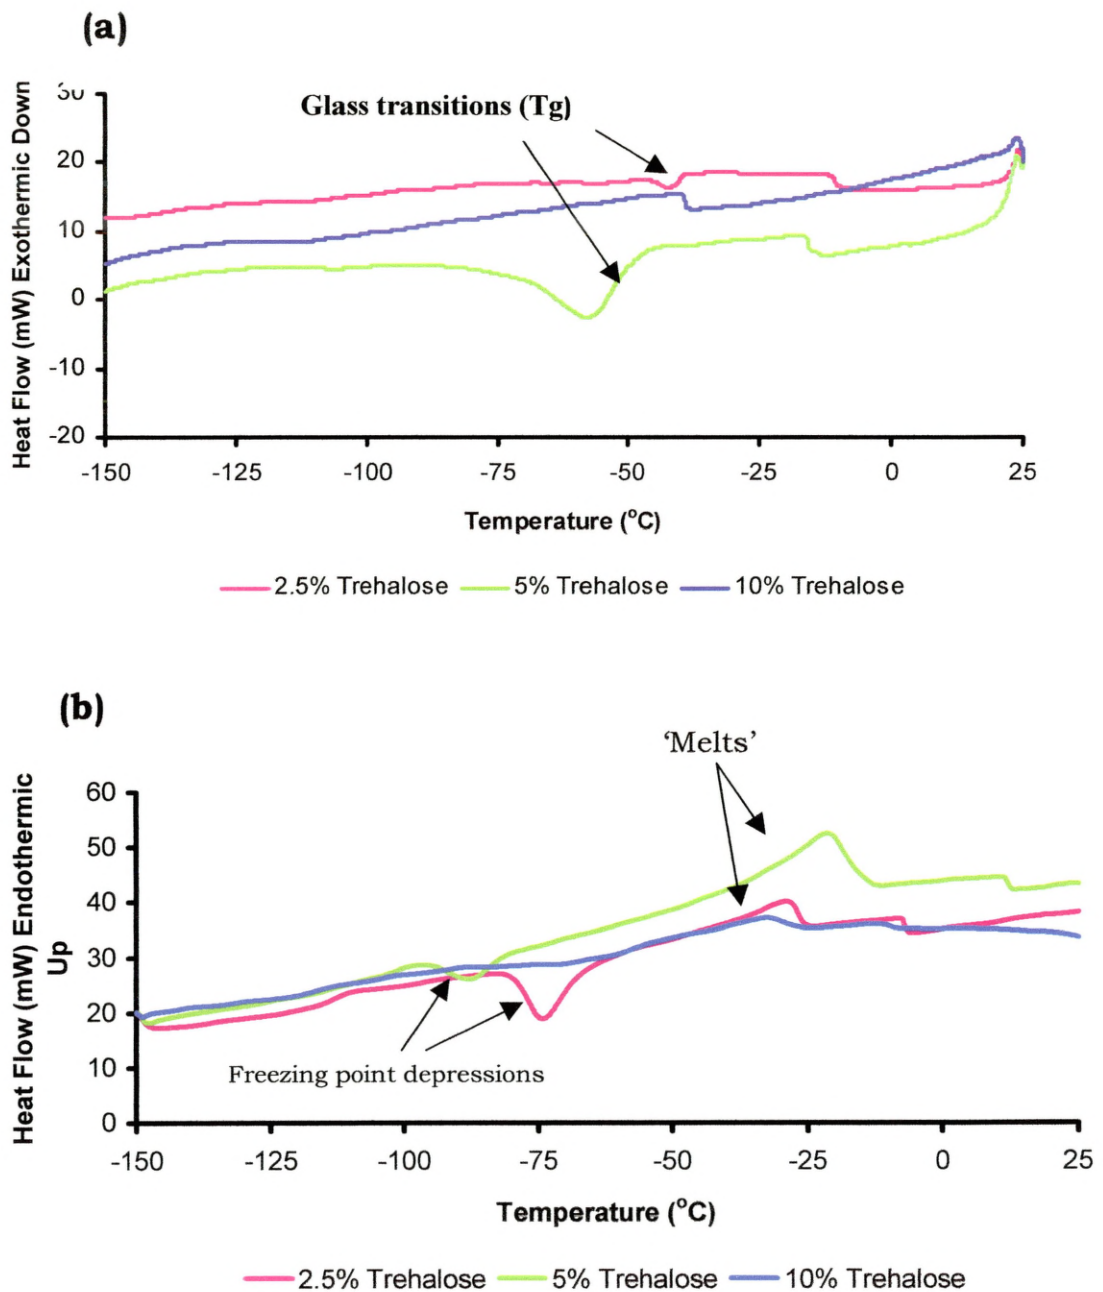 (a)
Heat Flow (mW) Exothermic Down
Glass transitions (Tg)
20
10
0
-10
-20
-150 -125 -100 -75 -50 -25 0 25
Temperature (°C)
2.5% Trehalose 5% Trehalose 10% Trehalose
(b)
Heat Flow (mW) Endothermic
Up
‘Melts’
60
50
40
30
20
10
0
Freezing point depressions
-150 -125 -100 -75 -50 -25 0 25
Temperature (°C)
2.5% Trehalose 5% Trehalose 10% Trehalose